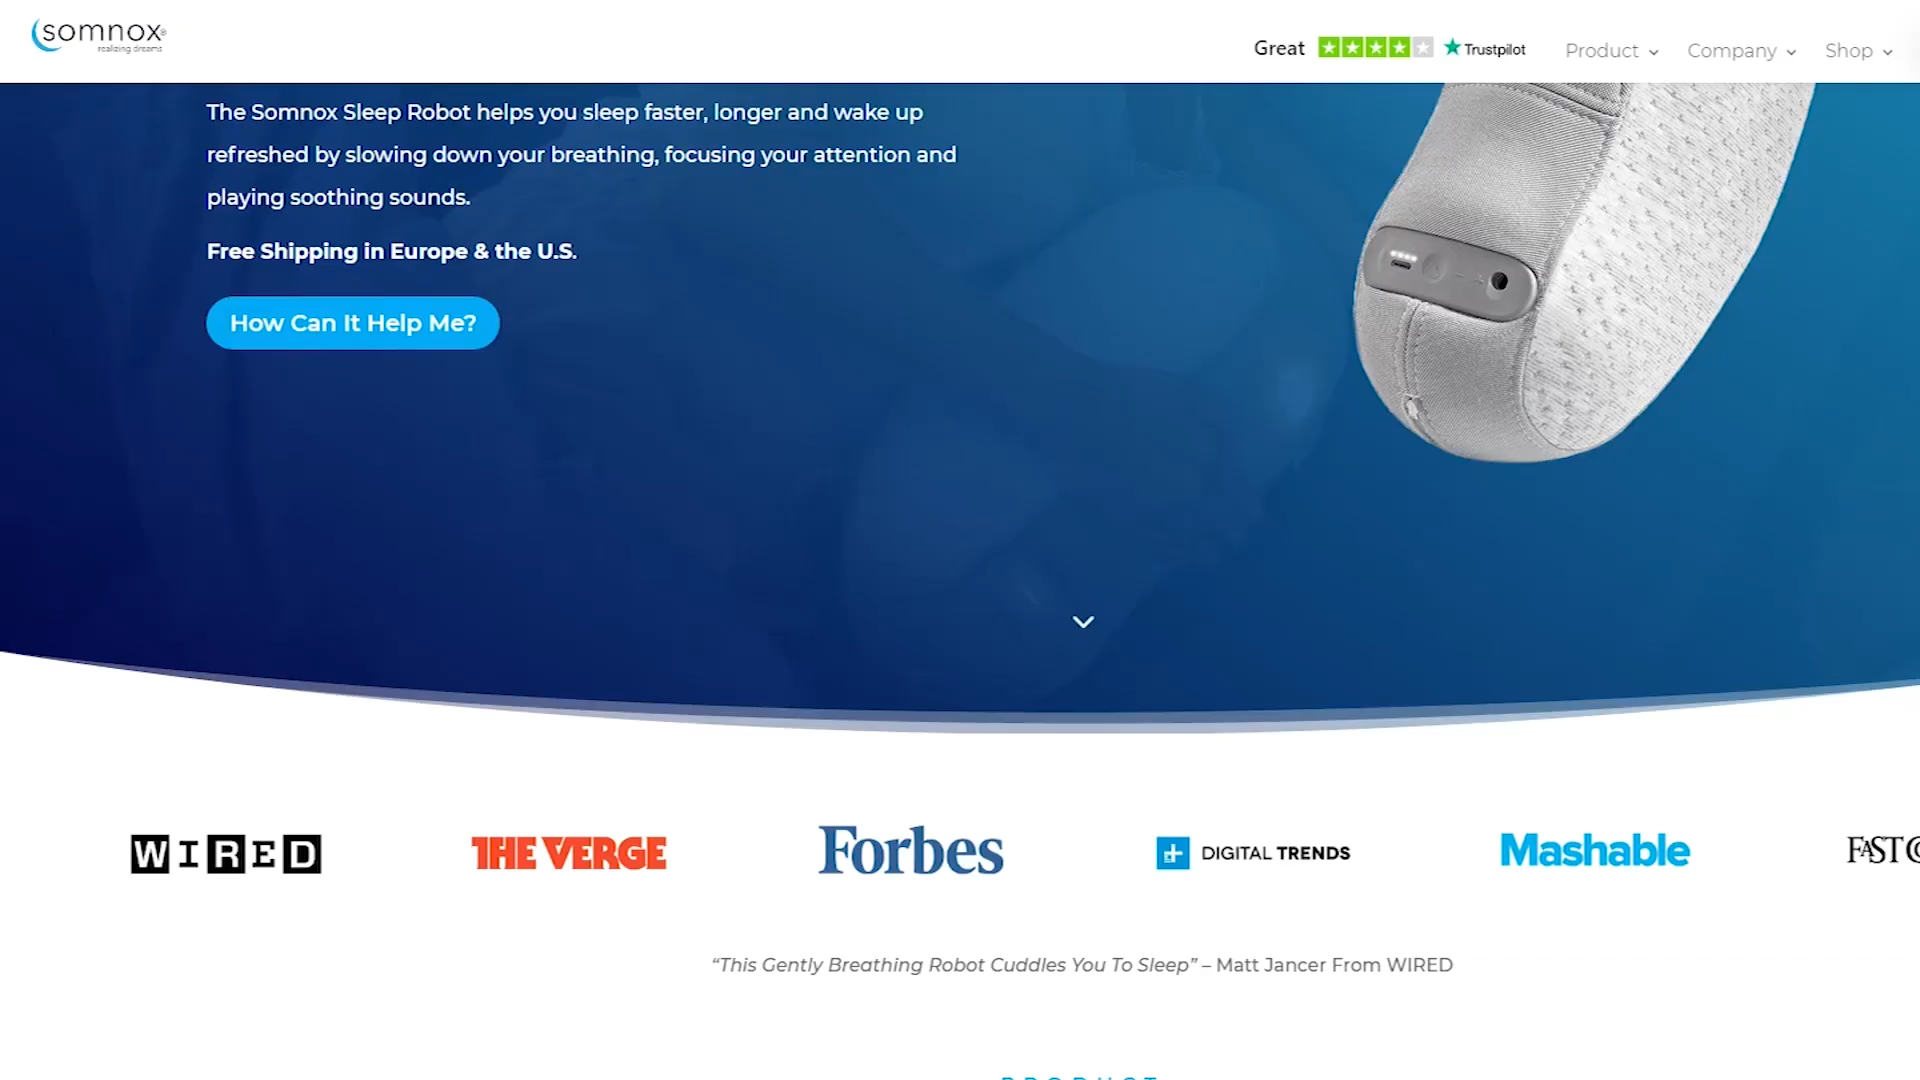 somnox®
realizing dreams
Great
Trustpilot
Product
Company
Shop
The Somnox Sleep Robot helps you sleep faster, longer and wake up
refreshed by slowing down your breathing, focusing your attention and
playing soothing sounds.
Free Shipping in Europe & the U.S.
How Can It Help Me?
WIRED
THE VERGE
Forbes
DIGITAL TRENDS
Mashable
FAST
“This Gently Breathing Robot Cuddles You To Sleep” – Matt Jancer From WIRED